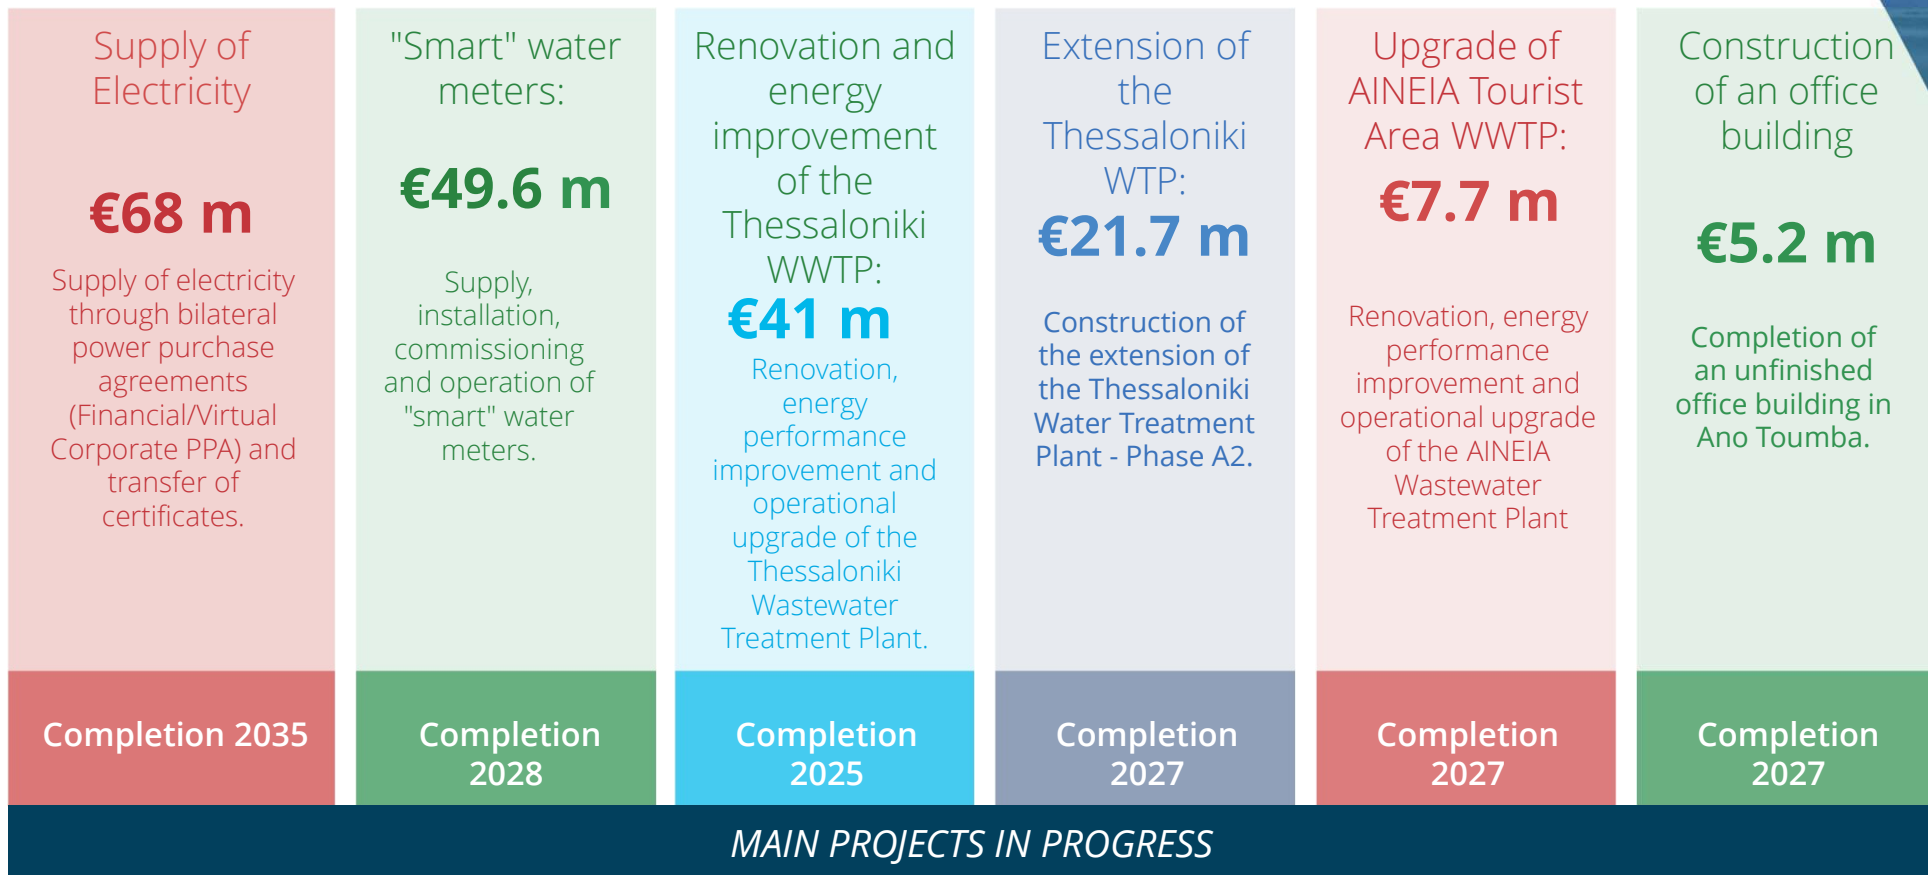 Supply of
Electricity
€68 m
Supply of electricity
through bilateral
power purchase
agreements
(Financial/Virtual
Corporate PPA) and
transfer of
certificates.
Completion 2035
"Smart" water
meters:
€49.6 m
Supply,
installation,
commissioning
and operation of
"smart" water
meters.
Completion
2028
Renovation and
energy
improvement
of the
Thessaloniki
WWTP:
€41 m
Renovation,
energy
performance
improvement and
operational
upgrade of the
Thessaloniki
Wastewater
Treatment Plant.
Completion
2025
Extension of
the
Thessaloniki
WTP:
€21.7 m
Construction of
the extension of
the Thessaloniki
Water Treatment
Plant - Phase A2.
Completion
2027
Upgrade of
AINEIA Tourist
Area WWTP:
€7.7 m
Renovation, energy
performance
improvement and
operational upgrade
of the AINEIA
Wastewater
Treatment Plant
Completion
2027
Construction
of an office
building
€5.2 m
Completion of
an unfinished
office building in
Ano Toumba.
Completion
2027
MAIN PROJECTS IN PROGRESS